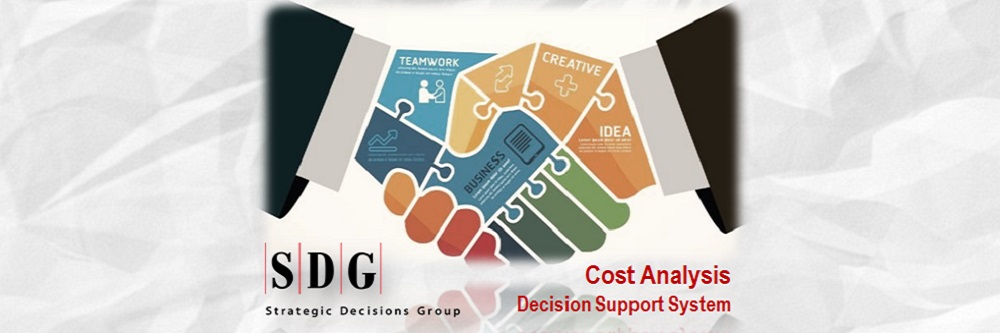 TEAMWORK
CREATIVE
IDEA
BUSINESS
SDG
Strategic Decisions Group
Cost Analysis
Decision Support System